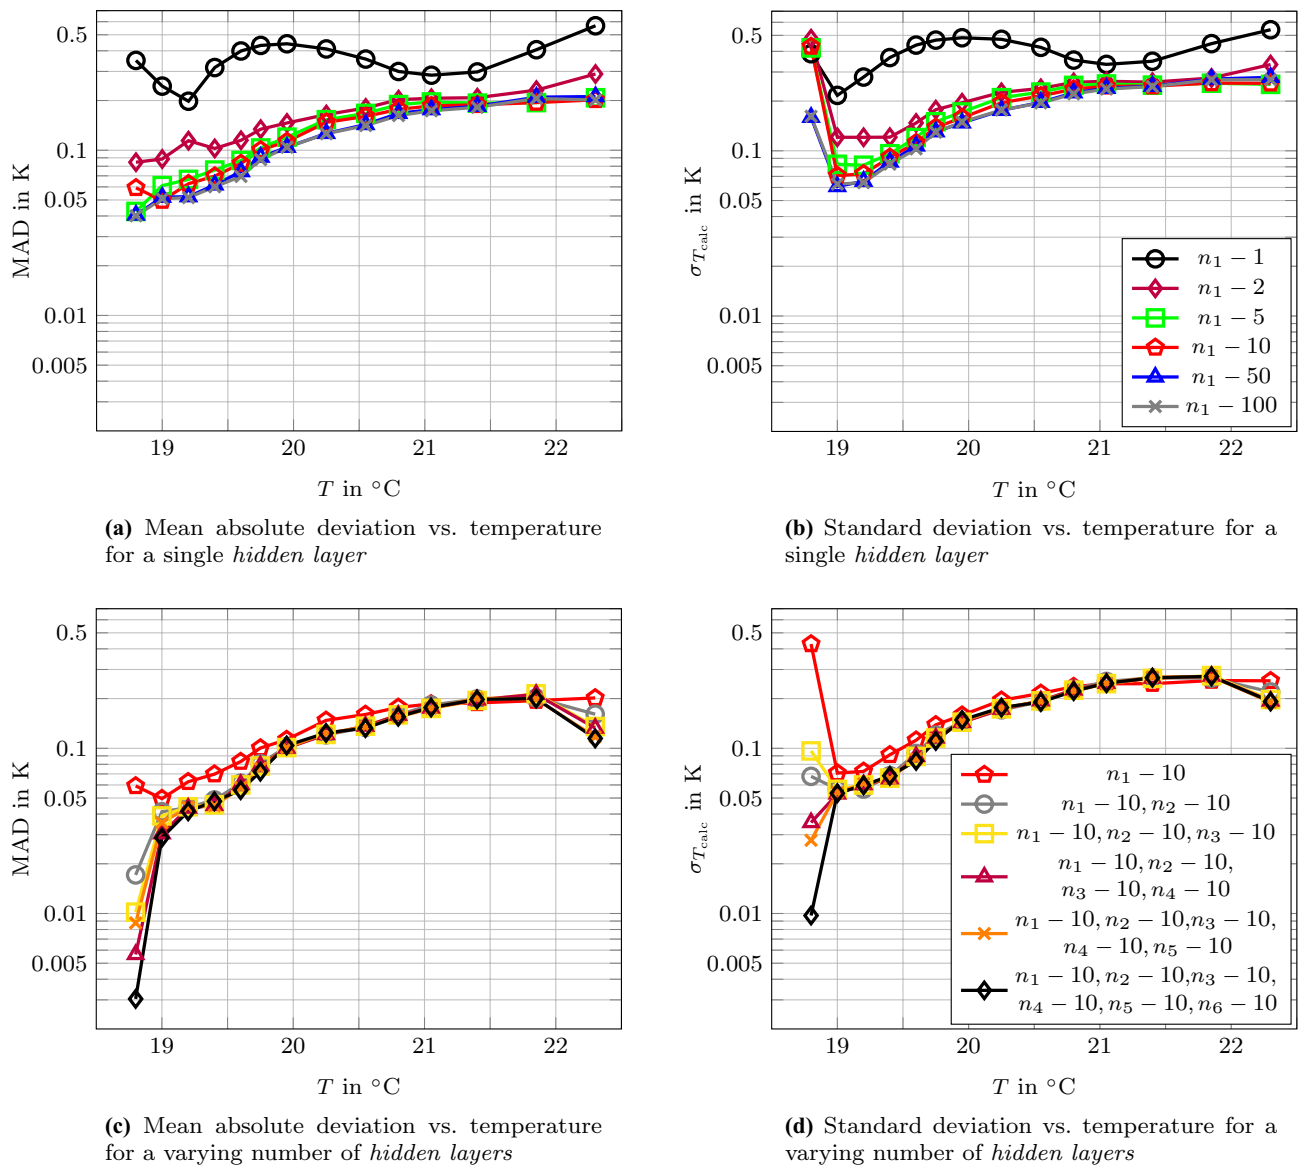 0.5
0.1
0.05
0.01
0.005
MAD in K
19 20 21 22
T in °C
(a) Mean absolute deviation vs. temperature
for a single hidden layer
0.5
0.1
0.05
0.01
0.005
σ_{T_calc} in K
n₁ − 1
n₁ − 2
n₁ − 5
n₁ − 10
n₁ − 50
n₁ − 100
19 20 21 22
T in °C
(b) Standard deviation vs. temperature for a
single hidden layer
0.5
0.1
0.05
0.01
0.005
MAD in K
19 20 21 22
T in °C
(c) Mean absolute deviation vs. temperature
for a varying number of hidden layers
0.5
0.1
0.05
0.01
0.005
σ_{T_calc} in K
n₁ − 10
n₁ − 10, n₂ − 10
n₁ − 10, n₂ − 10, n₃ − 10
n₁ − 10, n₂ − 10,
n₃ − 10, n₄ − 10
n₁ − 10, n₂ − 10,n₃ − 10,
n₄ − 10, n₅ − 10
n₁ − 10, n₂ − 10,n₃ − 10,
n₄ − 10, n₅ − 10, n₆ − 10
19 20 21 22
T in °C
(d) Standard deviation vs. temperature for a
varying number of hidden layers